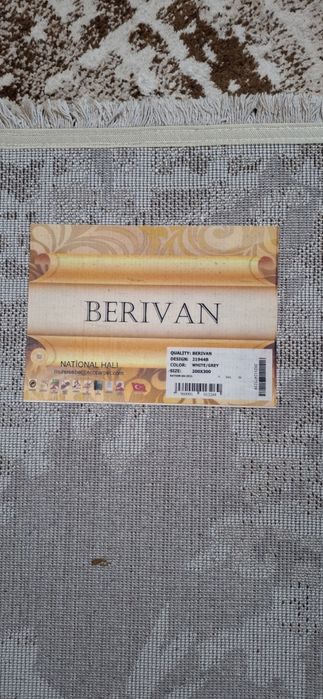 BERIVAN
NATIONAL HALI
QUALITY: BERIVAN
DESIGN: 21944B
COLOR: WHITE/GREY
SIZE: 200X300